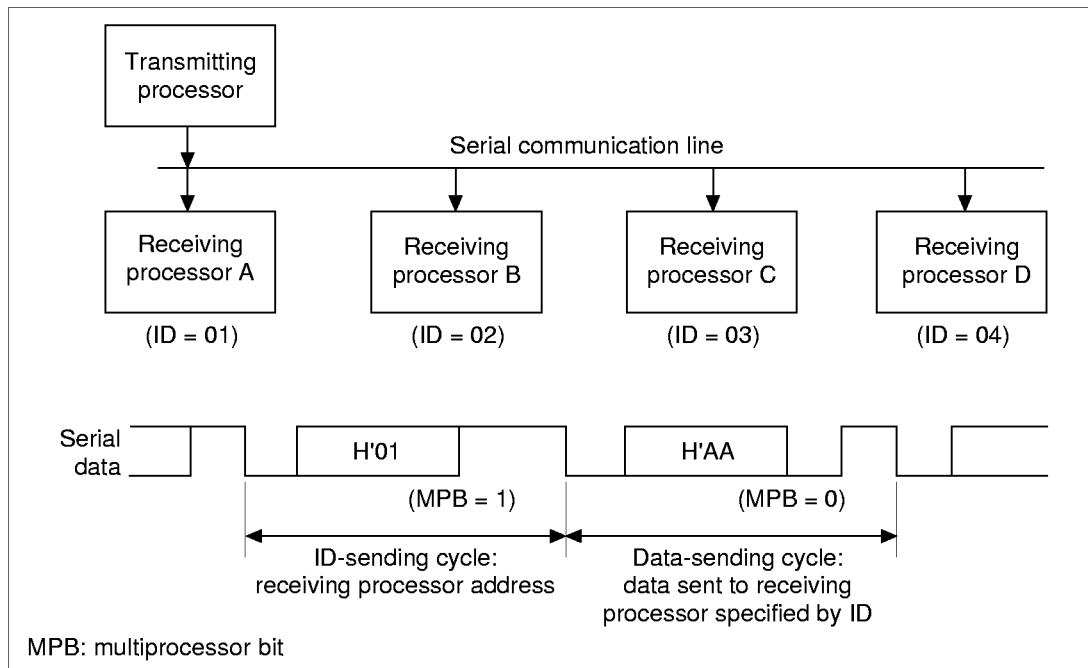 Transmitting
processor
Serial communication line
Receiving
processor A
Receiving
processor B
Receiving
processor C
Receiving
processor D
(ID = 01)
(ID = 02)
(ID = 03)
(ID = 04)
Serial
data
H'01
H'AA
(MPB = 1)
(MPB = 0)
ID-sending cycle:
receiving processor address
Data-sending cycle:
data sent to receiving
processor specified by ID
MPB: multiprocessor bit